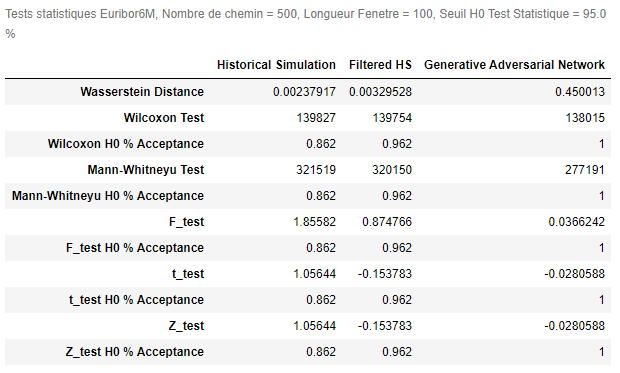 Tests statistiques Euribor6M, Nombre de chemin = 500, Longueur Fenetre = 100, Seuil H0 Test Statistique = 95.0
%
Historical Simulation Filtered HS Generative Adversarial Network
Wasserstein Distance 0.00237917 0.00329528 0.450013
Wilcoxon Test 139827 139754 138015
Wilcoxon H0 % Acceptance 0.862 0.962 1
Mann-Whitneyu Test 321519 320150 277191
Mann-Whitneyu H0 % Acceptance 0.862 0.962 1
F_test 1.85582 0.874766 0.0366242
F_test H0 % Acceptance 0.862 0.962 1
t_test 1.05644 -0.153783 -0.0280588
t_test H0 % Acceptance 0.862 0.962 1
Z_test 1.05644 -0.153783 -0.0280588
Z_test H0 % Acceptance 0.862 0.962 1